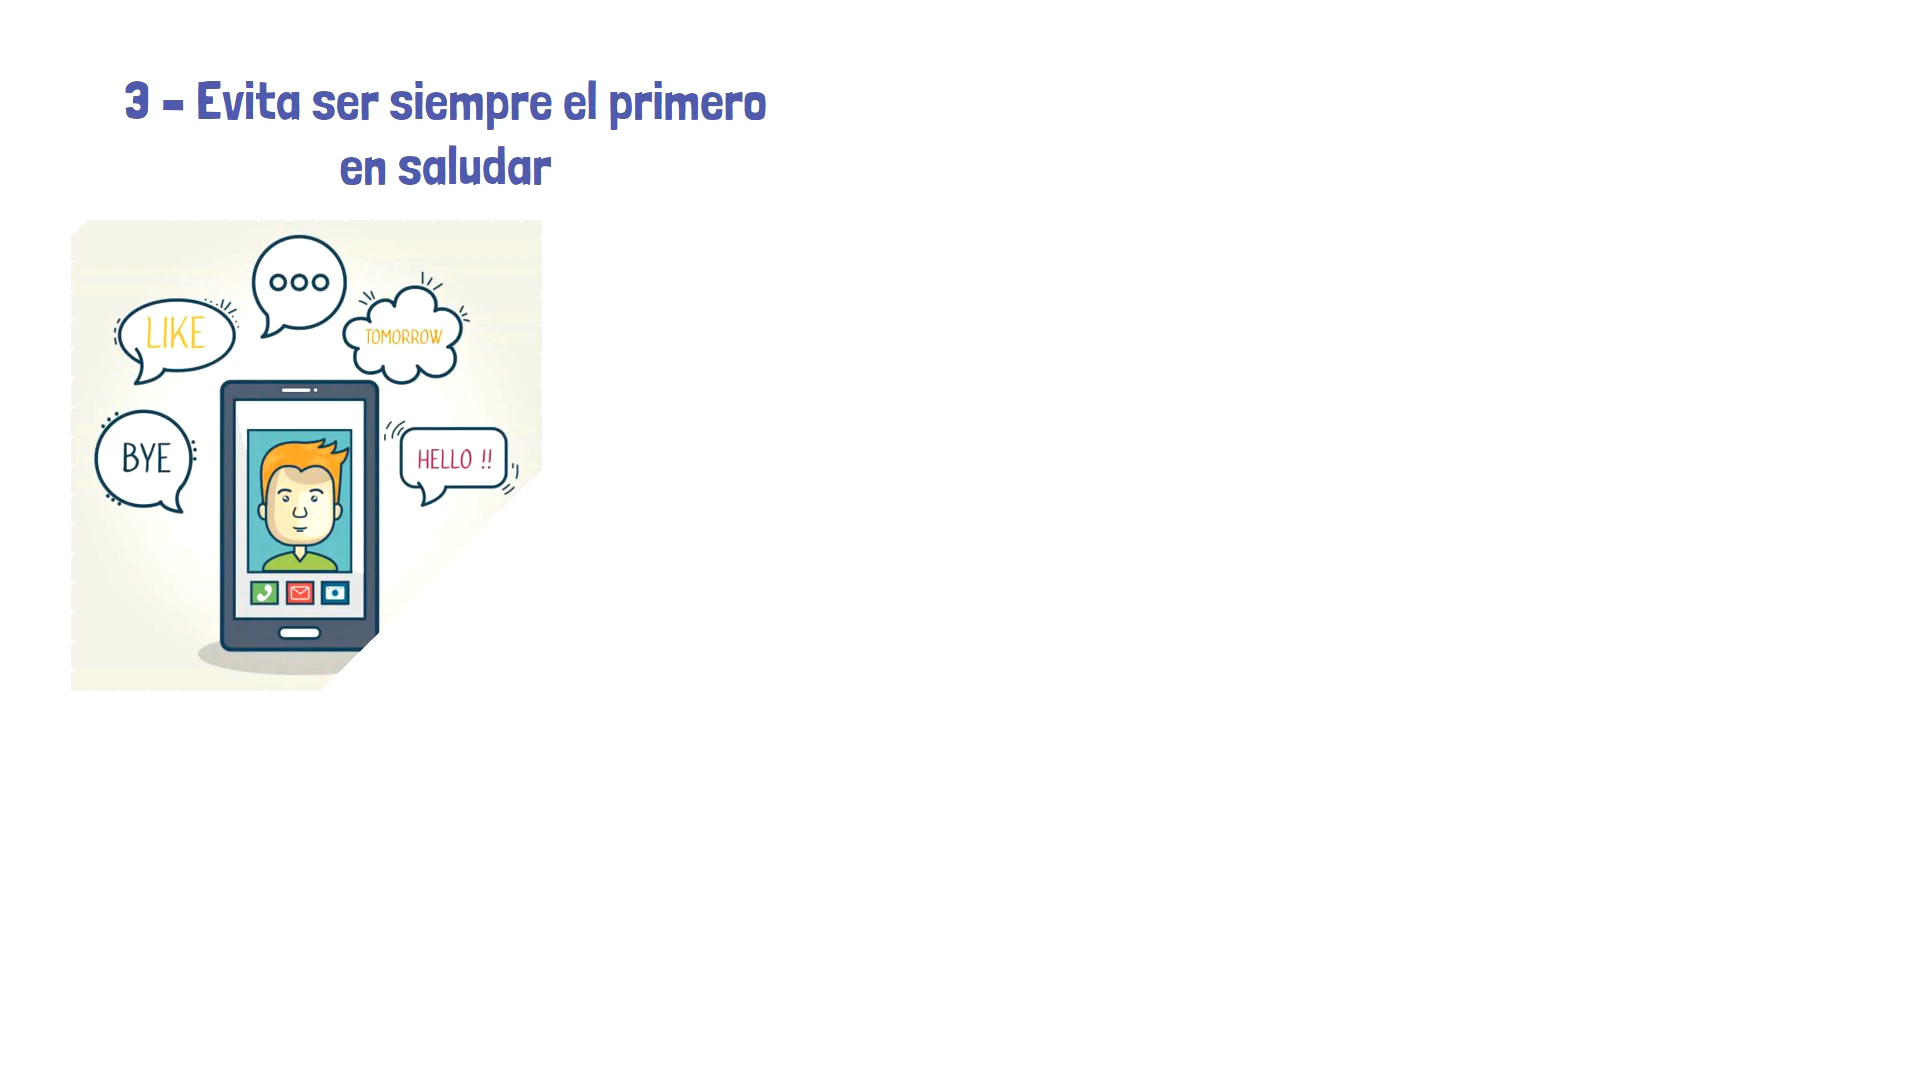 3 - Evita ser siempre el primero
en saludar
LIKE
TOMORROW
BYE
HELLO !!